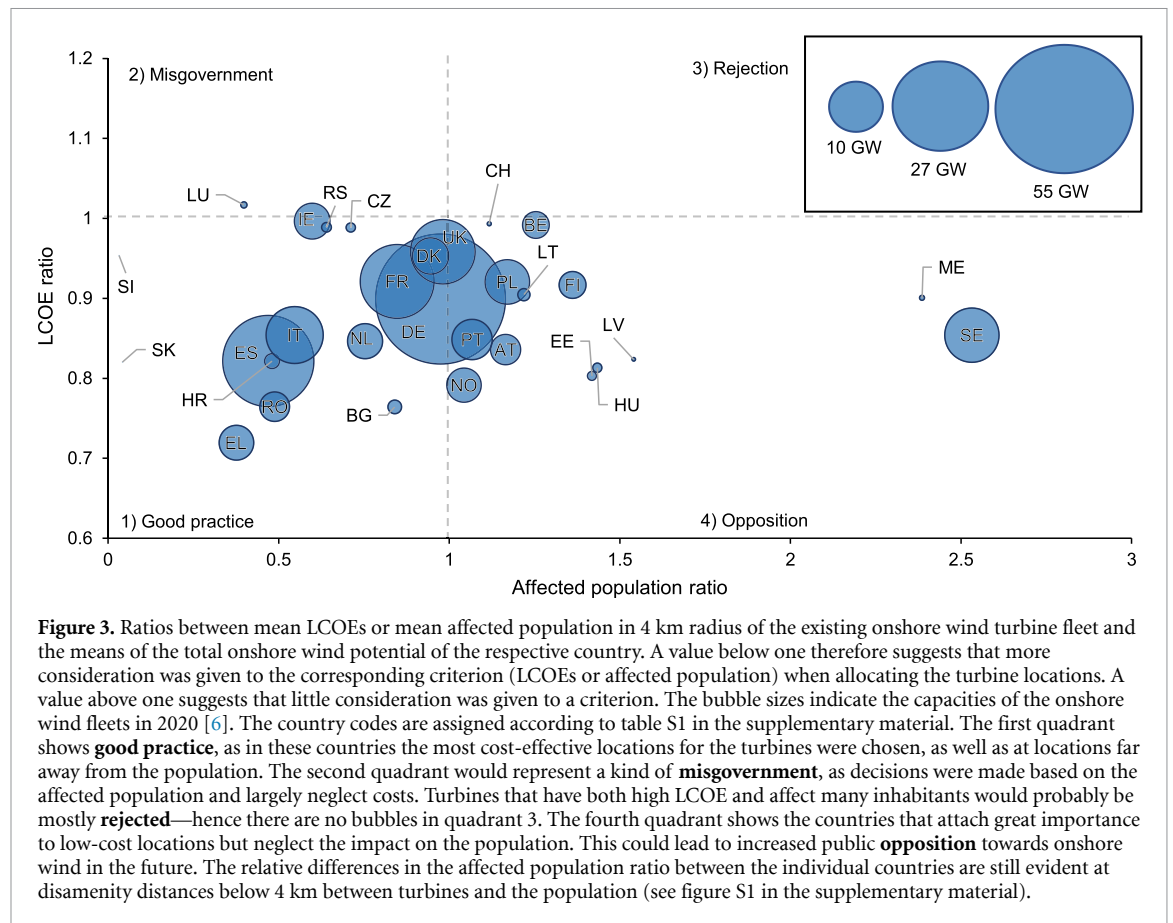 1.2
2) Misgovernment
3) Rejection
10 GW
27 GW
55 GW
1.1
CH
LU
RS
CZ
1
IE
BE
UK
DK
LT
SI
FR
PL
FI
ME
0.9
LCOE ratio
DE
SE
IT
NL
PT
AT
EE
LV
ES
SK
0.8
HR
NO
RO
BG
HU
EL
0.7
1) Good practice
4) Opposition
0.6
0
0.5
1
1.5
2
2.5
3
Affected population ratio
Figure 3. Ratios between mean LCOEs or mean affected population in 4 km radius of the existing onshore wind turbine fleet and
the means of the total onshore wind potential of the respective country. A value below one therefore suggests that more
consideration was given to the corresponding criterion (LCOEs or affected population) when allocating the turbine locations. A
value above one suggests that little consideration was given to a criterion. The bubble sizes indicate the capacities of the onshore
wind fleets in 2020 [6]. The country codes are assigned according to table S1 in the supplementary material. The first quadrant
shows good practice, as in these countries the most cost-effective locations for the turbines were chosen, as well as at locations far
away from the population. The second quadrant would represent a kind of misgovernment, as decisions were made based on the
affected population and largely neglect costs. Turbines that have both high LCOE and affect many inhabitants would probably be
mostly rejected—hence there are no bubbles in quadrant 3. The fourth quadrant shows the countries that attach great importance
to low-cost locations but neglect the impact on the population. This could lead to increased public opposition towards onshore
wind in the future. The relative differences in the affected population ratio between the individual countries are still evident at
disamenity distances below 4 km between turbines and the population (see figure S1 in the supplementary material).